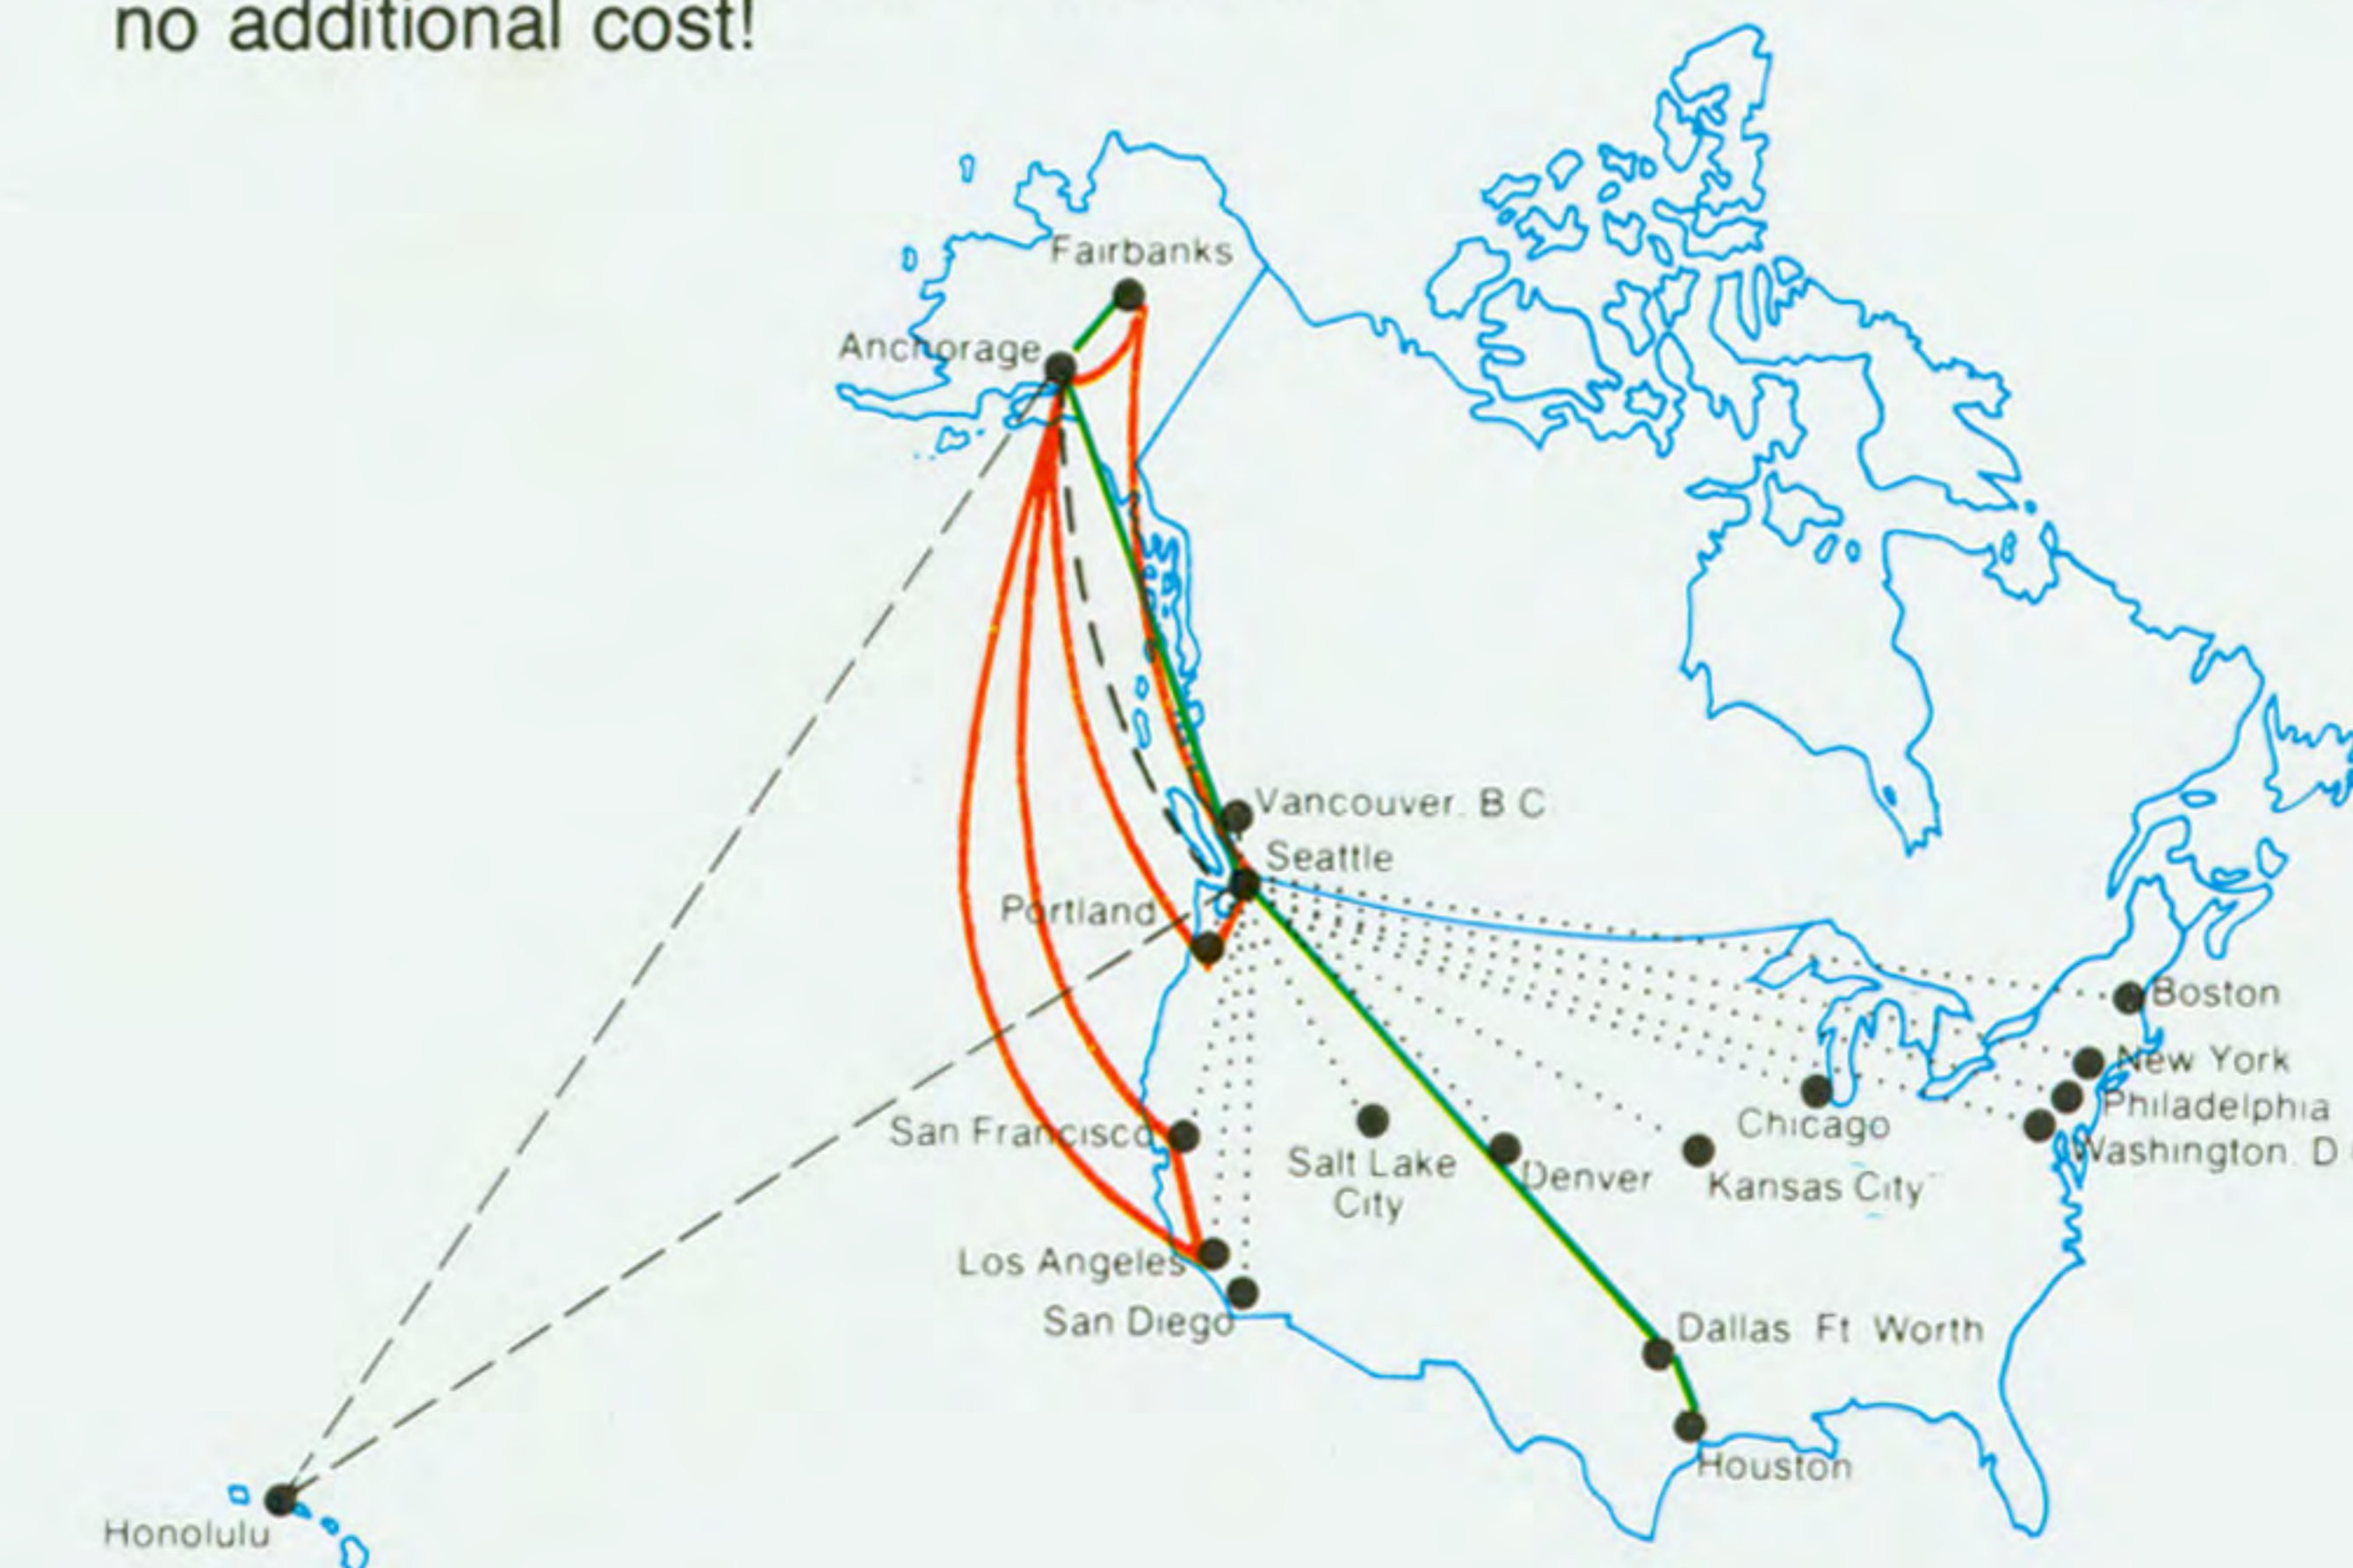 no additional cost!
Fairbanks
Anchorage
Vancouver. B C
Seattle
Portland
Boston
New York
Philadelphia
Washington. D
Chicago
San Francisco
Salt Lake
City
Denver
Kansas City
Los Angeles
San Diego
Dallas Ft Worth
Houston
Honolulu